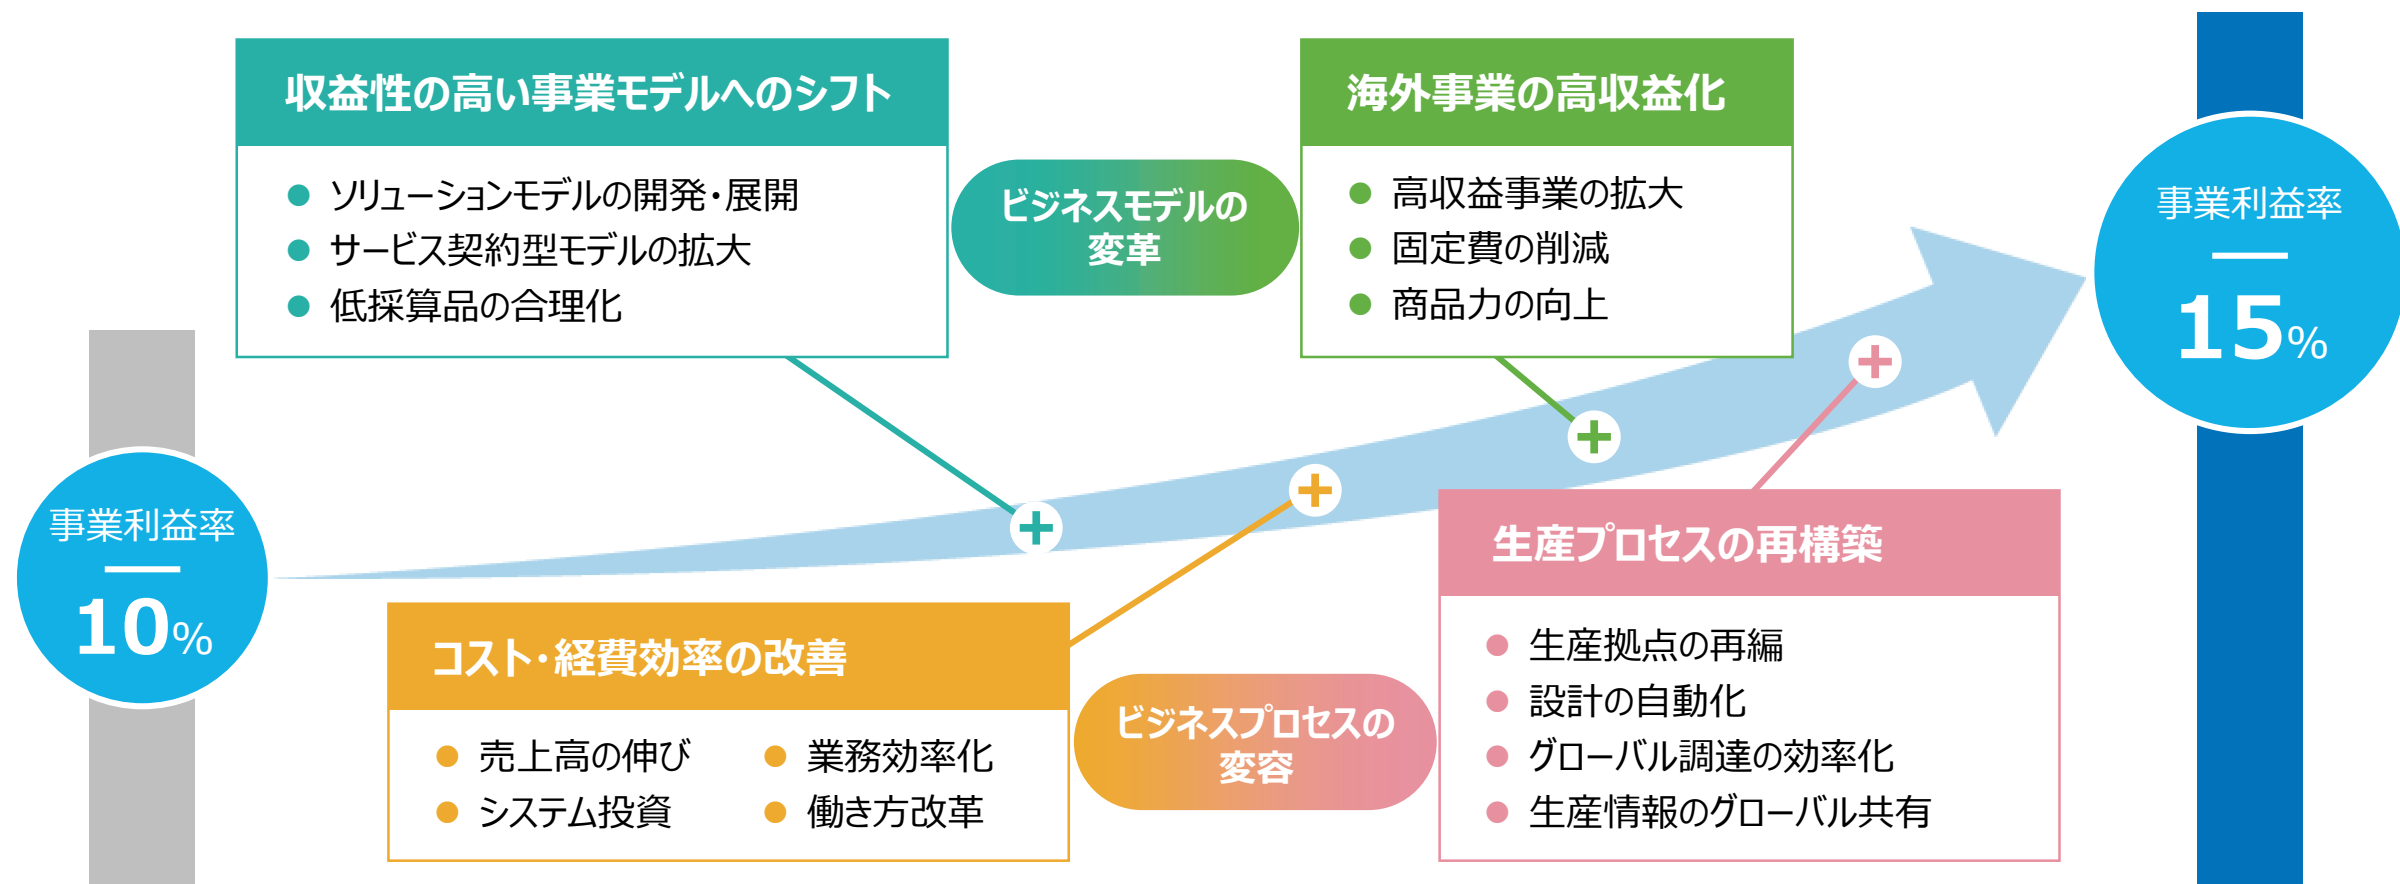 収益性の高い事業モデルへのシフト
ソリューションモデルの開発・展開
サービス契約型モデルの拡大
低採算品の合理化
ビジネスモデルの
変革
海外事業の高収益化
高収益事業の拡大
固定費の削減
商品力の向上
事業利益率
15%
事業利益率
10%
コスト・経費効率の改善
売上高の伸び
業務効率化
システム投資
働き方改革
ビジネスプロセスの
変容
生産プロセスの再構築
生産拠点の再編
設計の自動化
グローバル調達の効率化
生産情報のグローバル共有